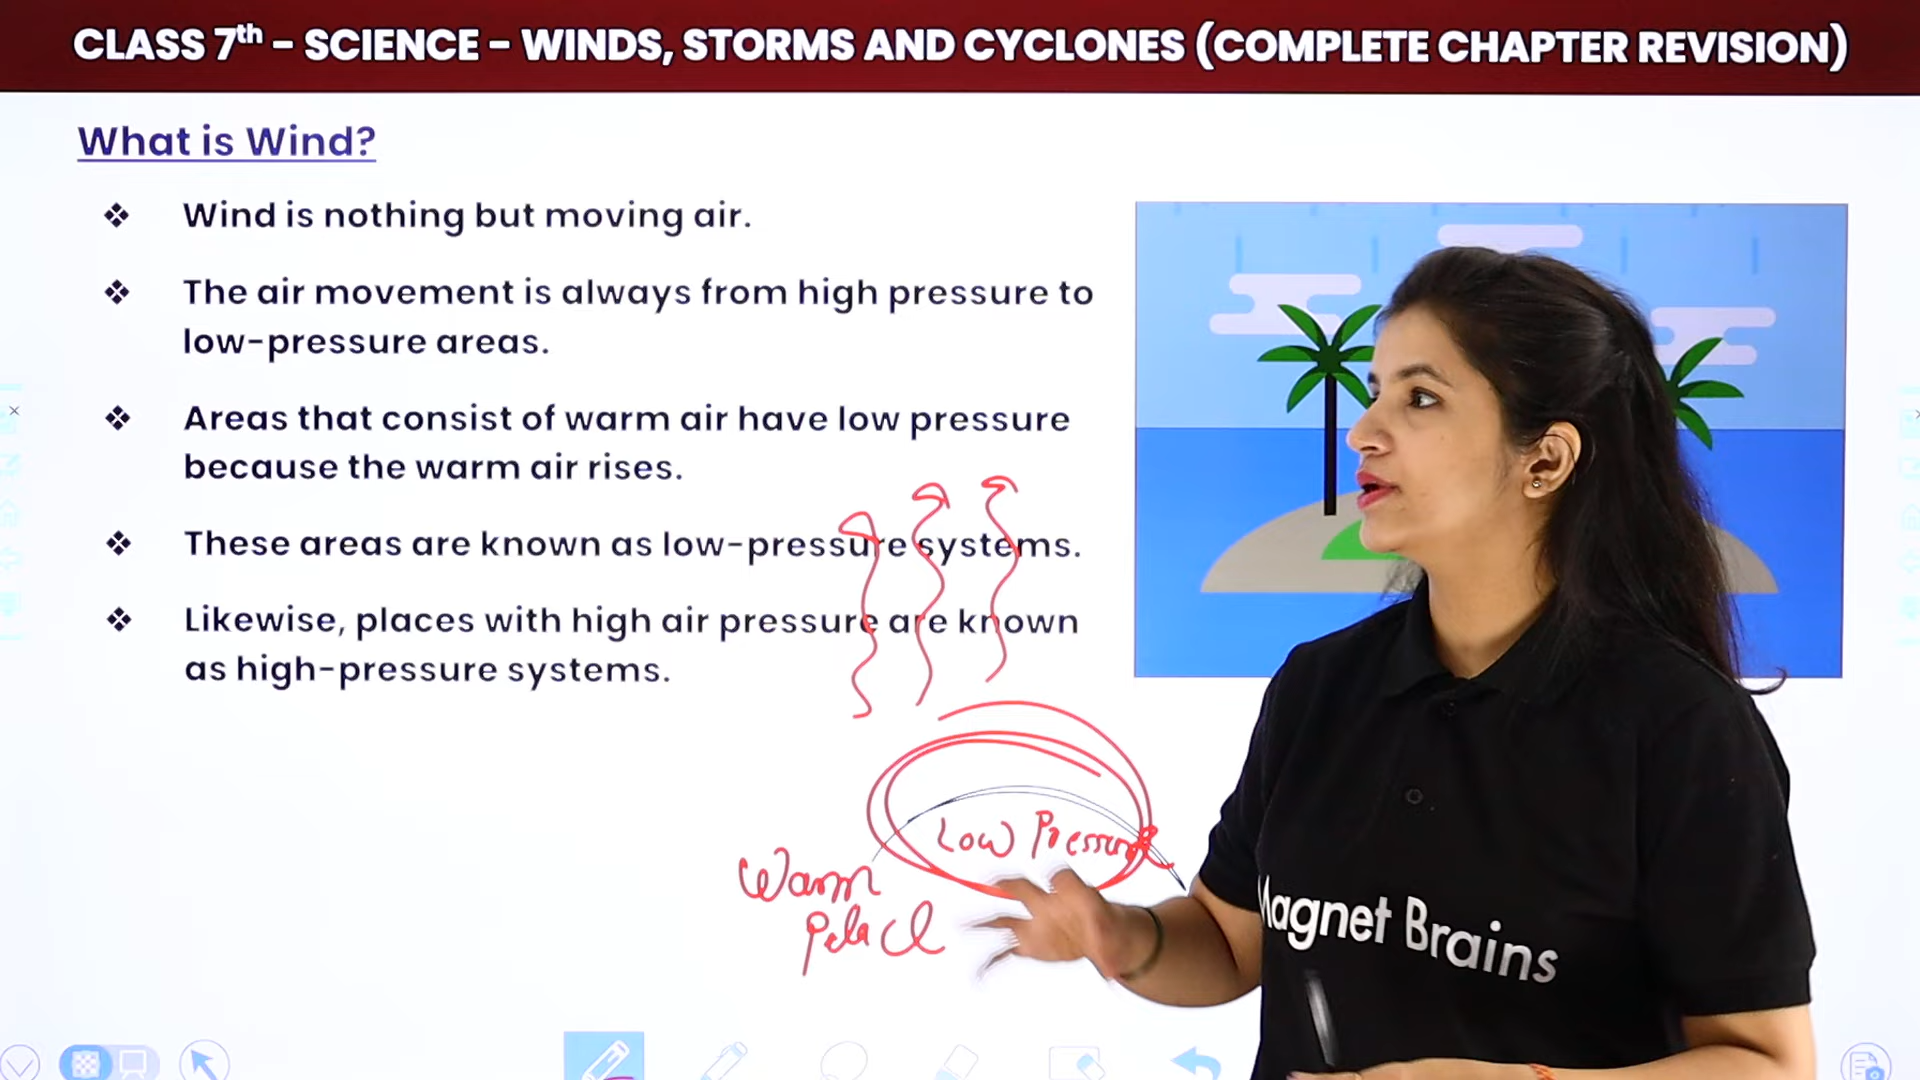 CLASS 7th - SCIENCE - WINDS, STORMS AND CYCLONES (COMPLETE CHAPTER REVISION)
What is Wind?
❖ Wind is nothing but moving air.
❖ The air movement is always from high pressure to
low-pressure areas.
❖ Areas that consist of warm air have low pressure
because the warm air rises.
❖ These areas are known as low-pressure systems.
❖ Likewise, places with high air pressure are known
as high-pressure systems.
Low Pressure
Warm
Magnet Brains